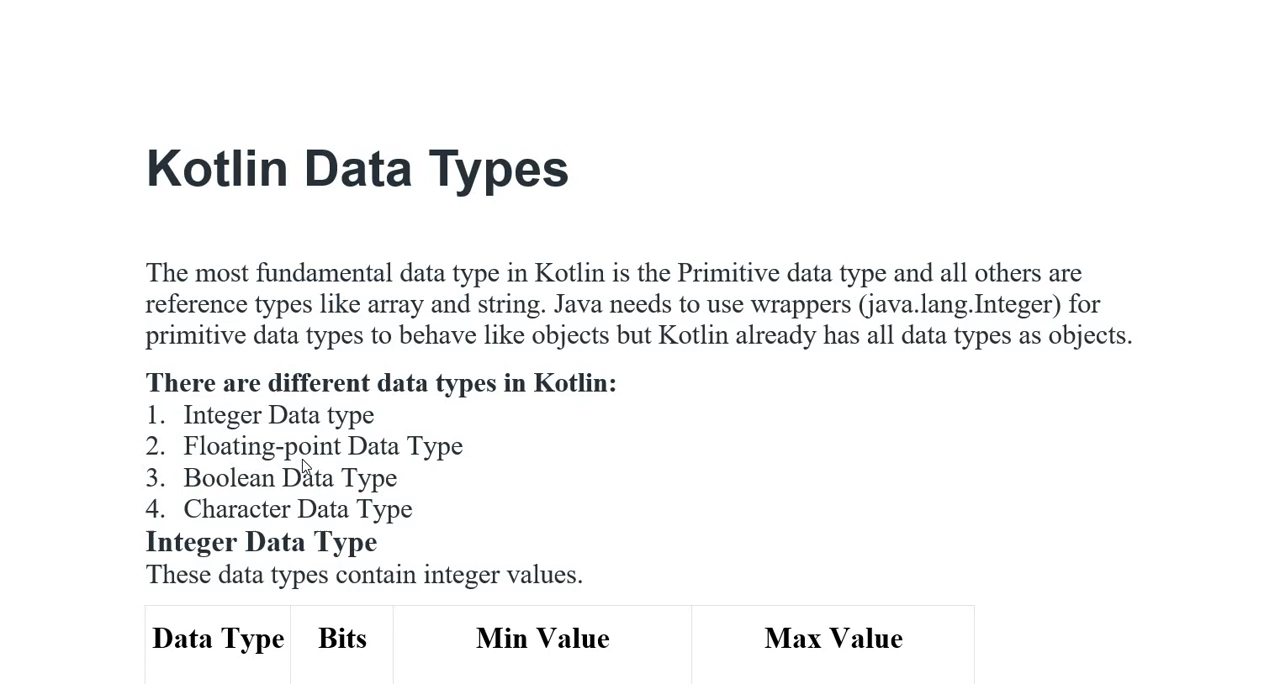 Kotlin Data Types
The most fundamental data type in Kotlin is the Primitive data type and all others are
reference types like array and string. Java needs to use wrappers (java.lang.Integer) for
primitive data types to behave like objects but Kotlin already has all data types as objects.
There are different data types in Kotlin:
1. Integer Data type
2. Floating-point Data Type
3. Boolean Data Type
4. Character Data Type
Integer Data Type
These data types contain integer values.
Data Type Bits Min Value Max Value